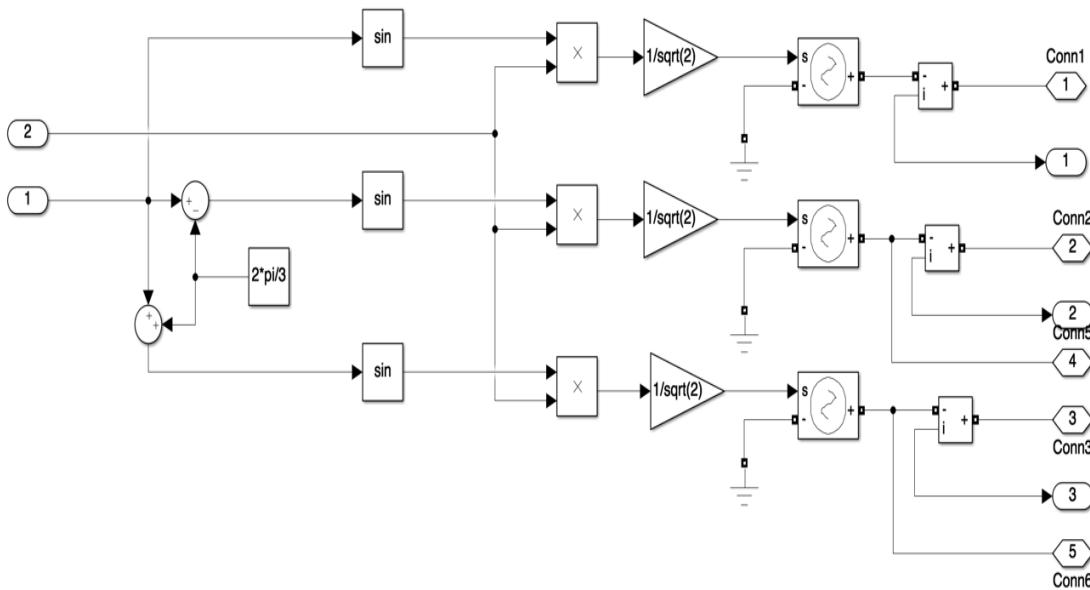 sin
×
1/sqrt(2)
s
+
-
-
+
i
Conn1
1
2
1
1
+
-
sin
×
1/sqrt(2)
s
+
-
-
+
i
Conn2
2
2*pi/3
2
Conn5
+
+
4
sin
×
1/sqrt(2)
s
+
-
-
+
i
3
Conn3
3
5
Conn6